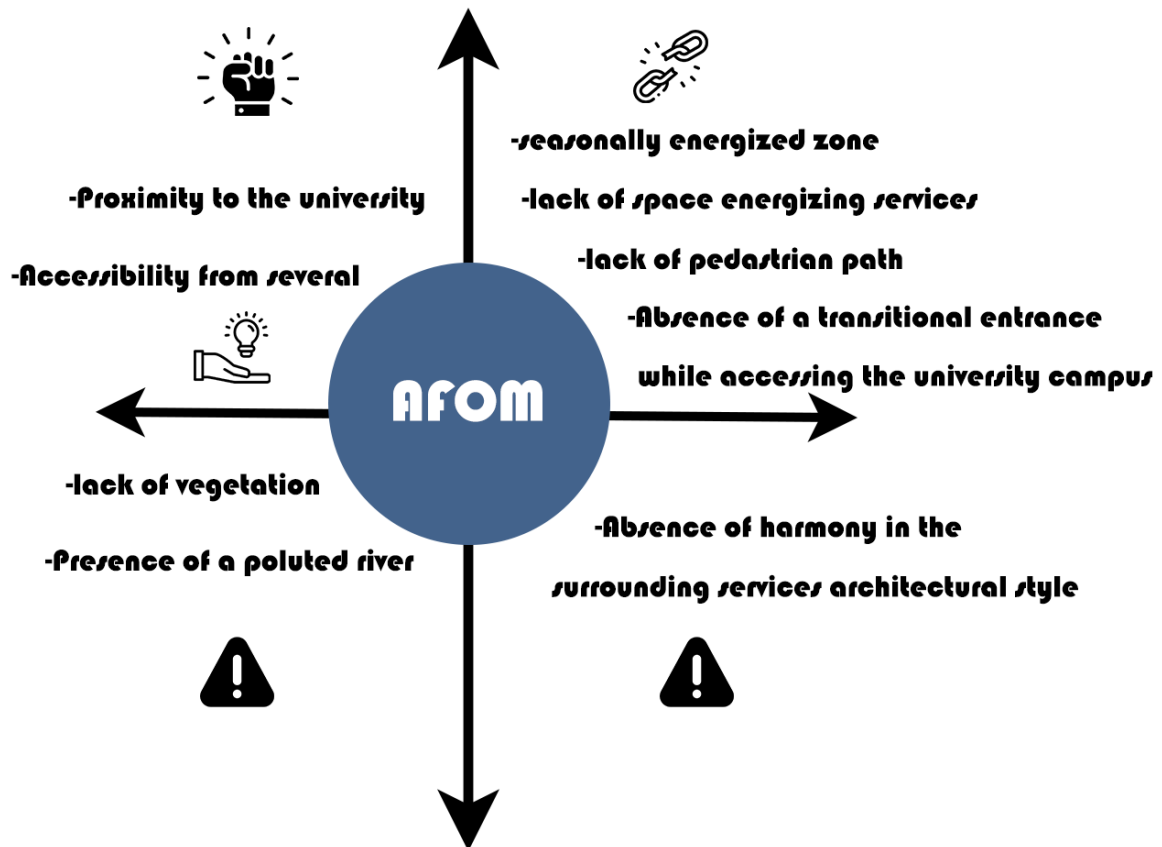 -Proximity to the university
-Accessibility from several
-seasonally energized zone
-lack of space energizing services
-lack of pedastrian path
-Absence of a transitional entrance
while accessing the university campus
AFOM
-lack of vegetation
-Presence of a poluted river
-Absence of harmony in the
surrounding services architectural style